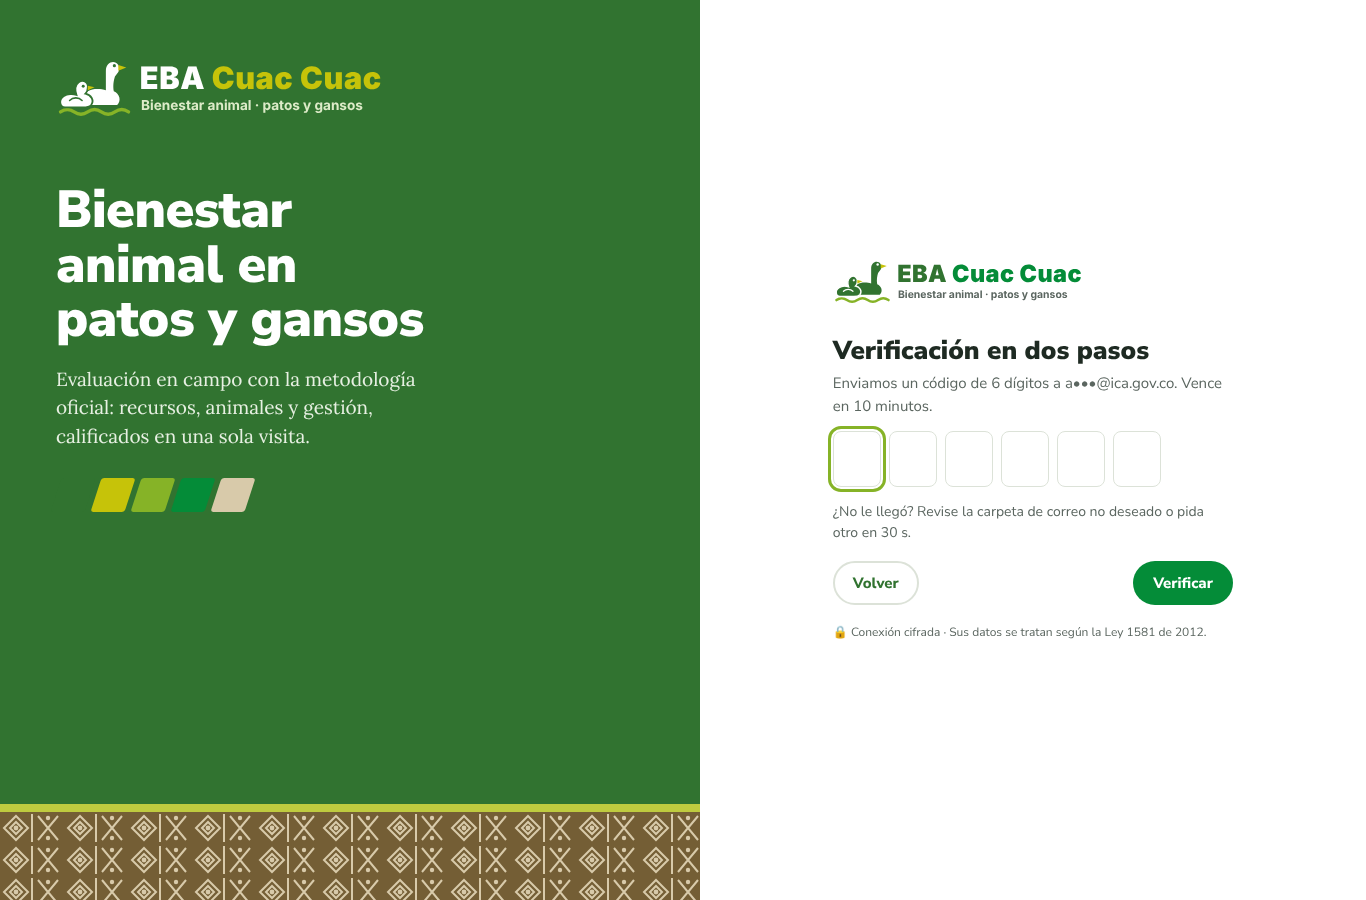 EBA Cuac Cuac
Bienestar animal · patos y gansos
Bienestar
animal en
patos y gansos
Evaluación en campo con la metodología
oficial: recursos, animales y gestión,
calificados en una sola visita.
EBA Cuac Cuac
Bienestar animal · patos y gansos
Verificación en dos pasos
Enviamos un código de 6 dígitos a a•••@ica.gov.co. Vence
en 10 minutos.
¿No le llegó? Revise la carpeta de correo no deseado o pida
otro en 30 s.
Volver
Verificar
🔒 Conexión cifrada · Sus datos se tratan según la Ley 1581 de 2012.